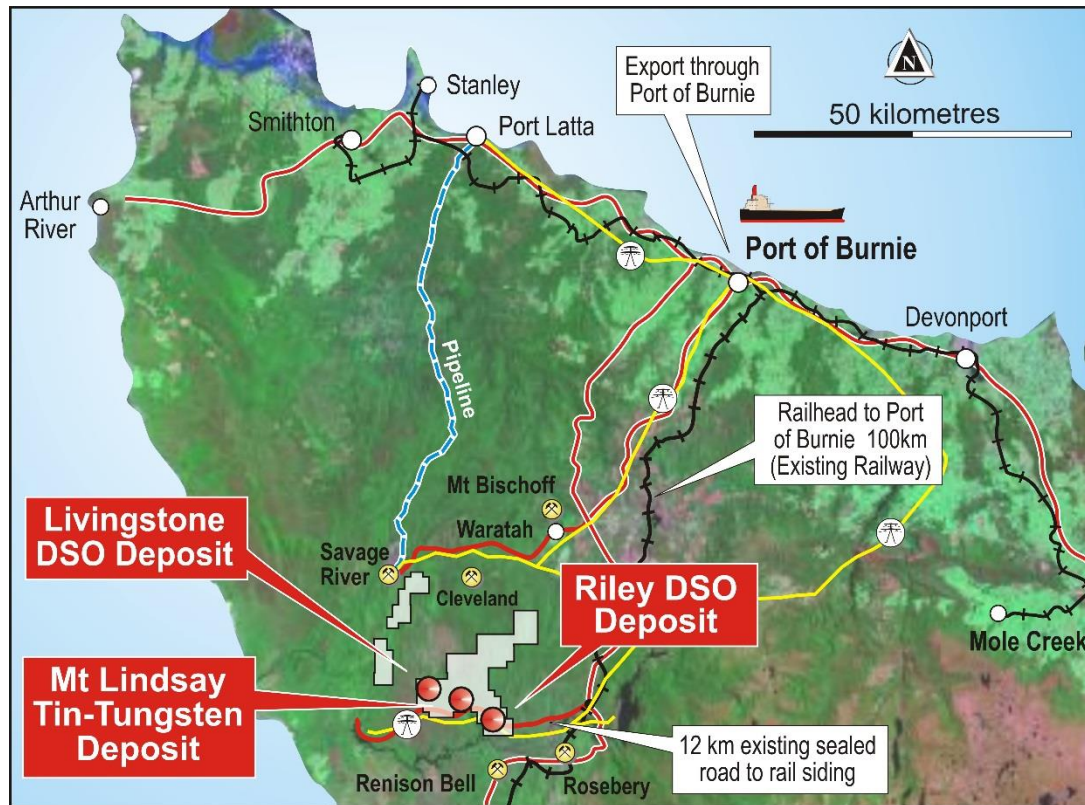 Export through
Port of Burnie
N
50 kilometres
Stanley
Smithton
Port Latta
Arthur
River
Port of Burnie
Devonport
Pipeline
Railhead to Port
of Burnie 100km
(Existing Railway)
Mt Bischoff
Waratah
Livingstone
DSO Deposit
Savage
River
Cleveland
Riley DSO
Deposit
Mole Creek
Mt Lindsay
Tin-Tungsten
Deposit
12 km existing sealed
road to rail siding
Renison Bell
Rosebery